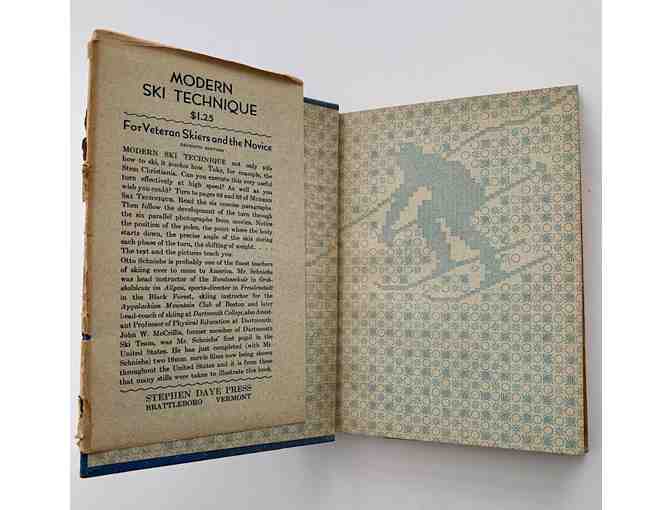 MODERN
SKI TECHNIQUE
$1.25
For Veteran Skiers and the Novice
SEVENTH EDITION
MODERN SKI TECHNIQUE not only tells
how to ski, it teaches how. Take, for example, the
Stem Christiania. Can you execute this very useful
turn effectively at high speed? As well as you
wish you could? Turn to pages 62 and 63 of MODERN
SKI TECHNIQUE. Read the six concise paragraphs.
Then follow the development of the turn through
the six parallel photographs from movies. Notice
the position of the poles, the point where the body
starts down, the precise angle of the skis during
each phase of the turn, the shifting of weight. . . .
The text and the pictures teach you.
Otto Schniebs is probably one of the finest teachers
of skiing ever to come to America. Mr. Schniebs
was head instructor of the in
in Allgau, sports-director in Freudenstadt
in the Black Forest, skiing instructor for the
Appalachian Mountain Club of Boston and later
head-coach of skiing at Dartmouth College, also Assist-
ant Professor of Physical Education at Dartmouth.
John W. McCrillis, former member of Dartmouth
Ski Team, was Mr. Schniebs' first pupil in the
United States. He has just completed (with Mr.
Schniebs) two 16mm. movie films now being shown
throughout the United States and it is from these
that many stills were taken to illustrate this book.
STEPHEN DAYE PRESS
BRATTLEBORO VERMONT